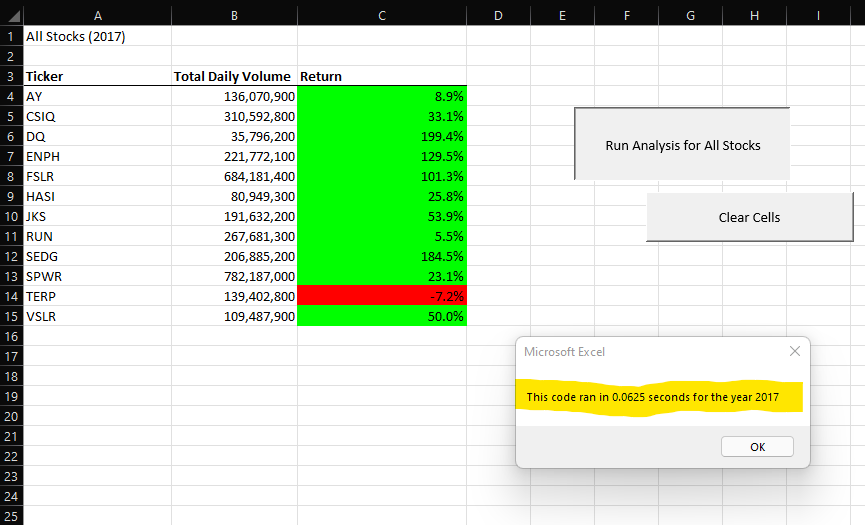 A B C D E F G H I
1 All Stocks (2017)
2
3 Ticker Total Daily Volume Return
4 AY 136,070,900 8.9%
5 CSIQ 310,592,800 33.1%
6 DQ 35,796,200 199.4%
7 ENPH 221,772,100 129.5%
8 FSLR 684,181,400 101.3%
9 HASI 80,949,300 25.8%
10 JKS 191,632,200 53.9%
11 RUN 267,681,300 5.5%
12 SEDG 206,885,200 184.5%
13 SPWR 782,187,000 23.1%
14 TERP 139,402,800 -7.2%
15 VSLR 109,487,900 50.0%
16
17
18
19
20
21
22
23
24
25
Run Analysis for All Stocks
Clear Cells
Microsoft Excel
This code ran in 0.0625 seconds for the year 2017
OK